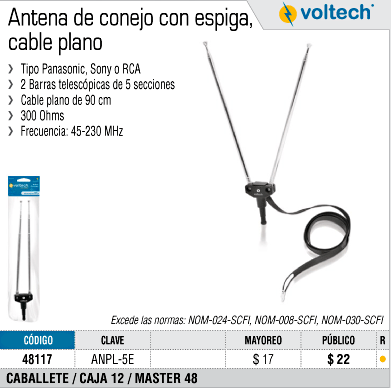 Antena de conejo con espiga,
cable plano
voltech®
❯ Tipo Panasonic, Sony o RCA
❯ 2 Barras telescópicas de 5 secciones
❯ Cable plano de 90 cm
❯ 300 Ohms
❯ Frecuencia: 45-230 MHz
voltech
Excede las normas: NOM-024-SCFI, NOM-008-SCFI, NOM-030-SCFI
CÓDIGO CLAVE MAYOREO PÚBLICO R
48117 ANPL-5E $ 17 $ 22
CABALLETE / CAJA 12 / MASTER 48